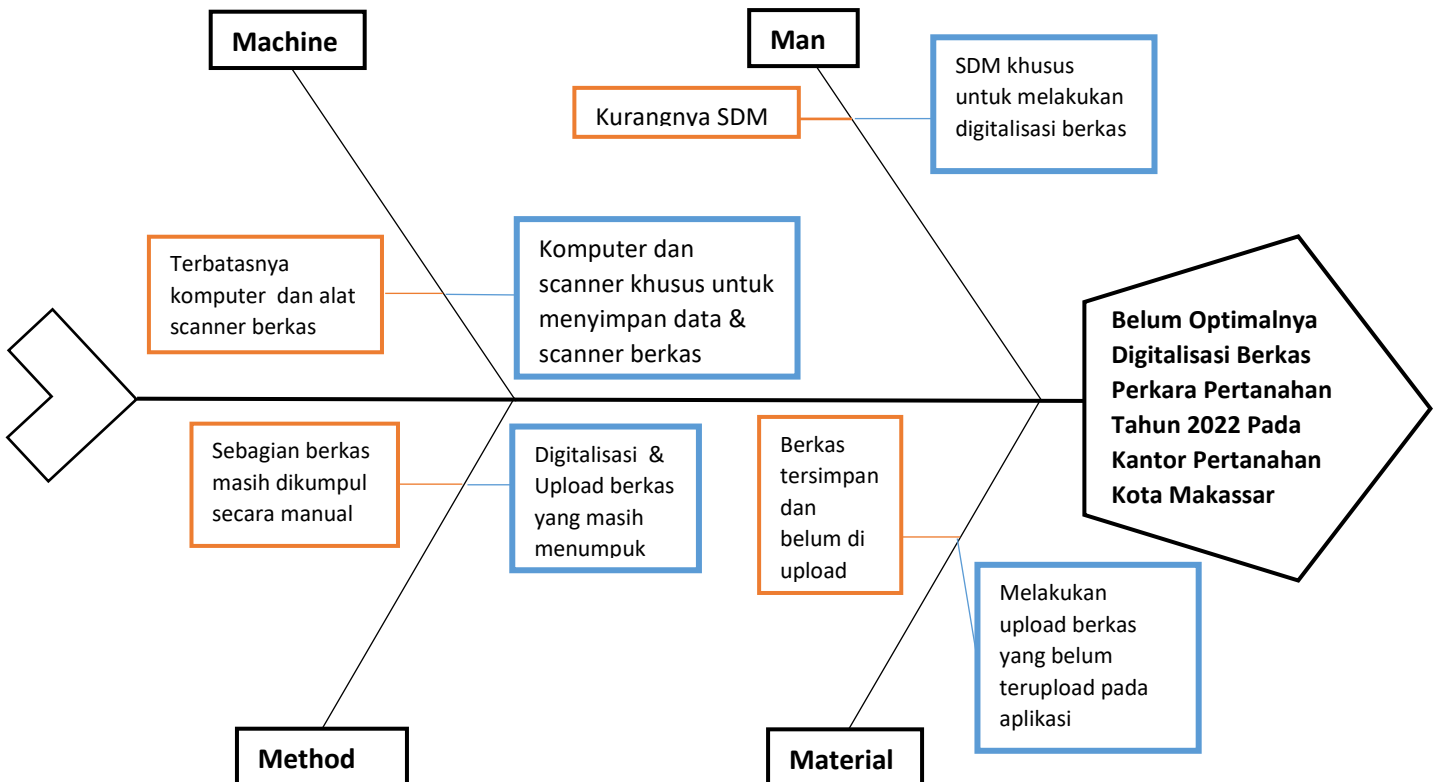 Machine
Man
SDM khusus
untuk melakukan
digitalisasi berkas
Kurangnya SDM
Terbatasnya
komputer dan alat
scanner berkas
Komputer dan
scanner khusus untuk
menyimpan data &
scanner berkas
Belum Optimalnya
Digitalisasi Berkas
Perkara Pertanahan
Tahun 2022 Pada
Kantor Pertanahan
Kota Makassar
Sebagian berkas
masih dikumpul
secara manual
Digitalisasi &
Upload berkas
yang masih
menumpuk
Berkas
tersimpan
dan
belum di
upload
Melakukan
upload berkas
yang belum
terupload pada
aplikasi
Method
Material